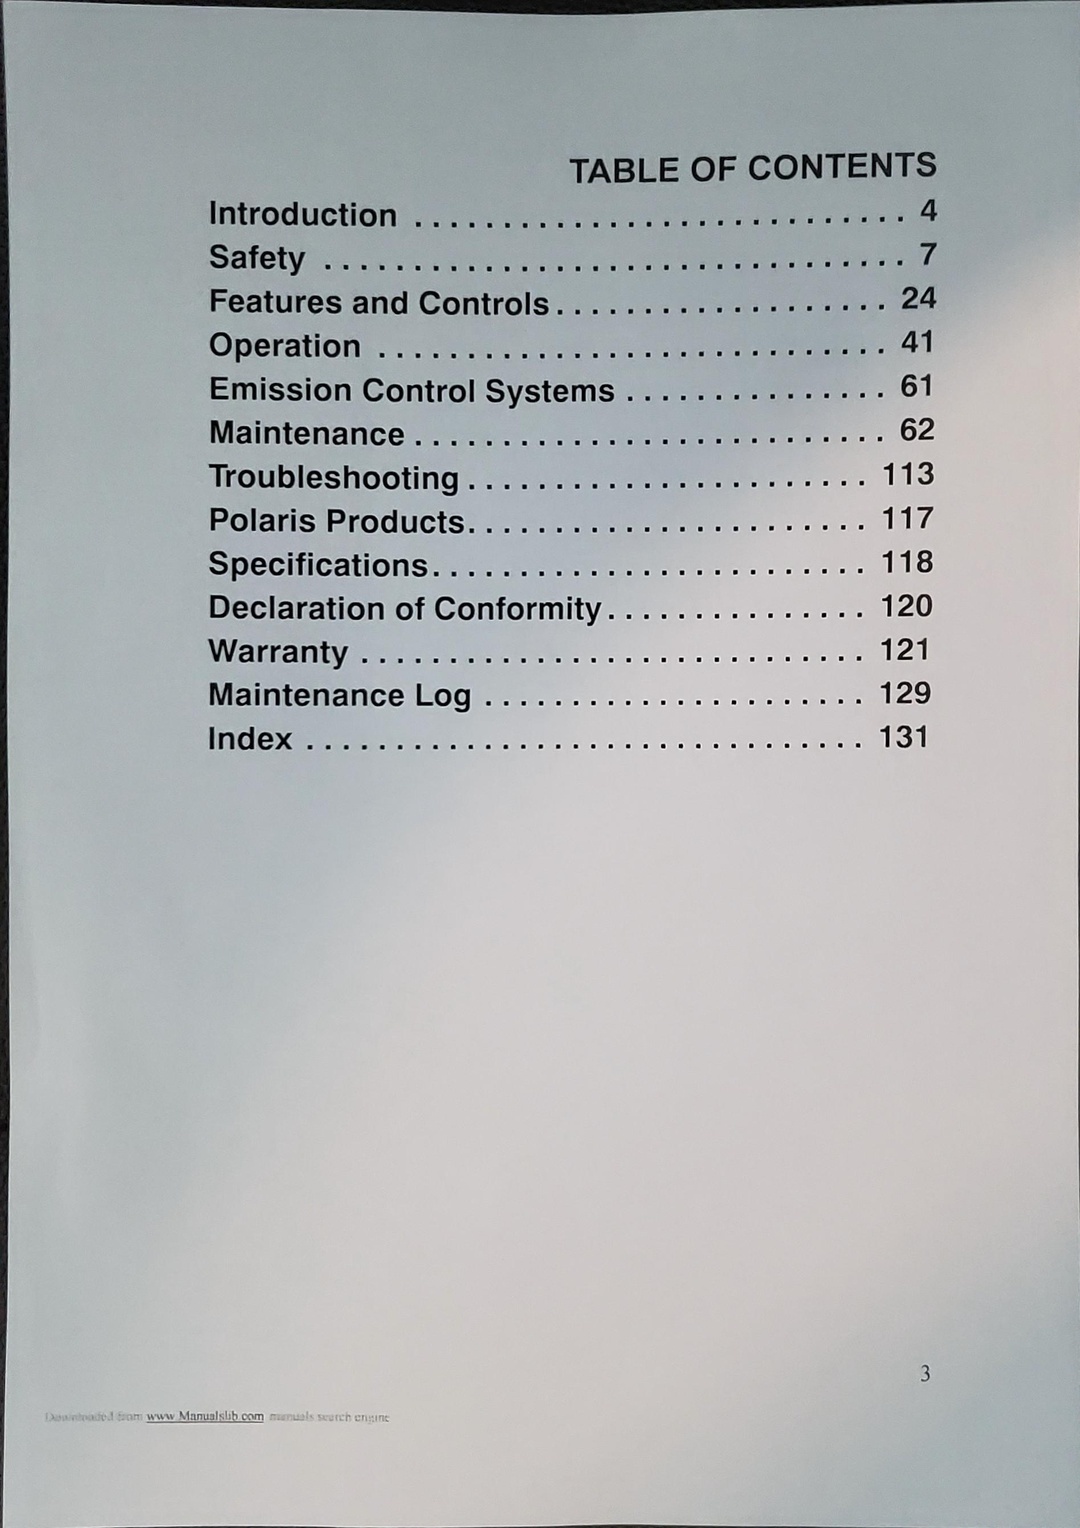 TABLE OF CONTENTS
Introduction . . . . . . . . . . . . . . . . . . . . . . . . . . . . 4
Safety . . . . . . . . . . . . . . . . . . . . . . . . . . . . . . . . . 7
Features and Controls . . . . . . . . . . . . . . . . . . . 24
Operation . . . . . . . . . . . . . . . . . . . . . . . . . . . . . 41
Emission Control Systems . . . . . . . . . . . . . . . 61
Maintenance . . . . . . . . . . . . . . . . . . . . . . . . . . . 62
Troubleshooting . . . . . . . . . . . . . . . . . . . . . . . 113
Polaris Products. . . . . . . . . . . . . . . . . . . . . . . 117
Specifications. . . . . . . . . . . . . . . . . . . . . . . . . 118
Declaration of Conformity. . . . . . . . . . . . . . . 120
Warranty . . . . . . . . . . . . . . . . . . . . . . . . . . . . . 121
Maintenance Log . . . . . . . . . . . . . . . . . . . . . . 129
Index . . . . . . . . . . . . . . . . . . . . . . . . . . . . . . . . 131
3
Downloaded from www.Manualslib.com manuals search engine